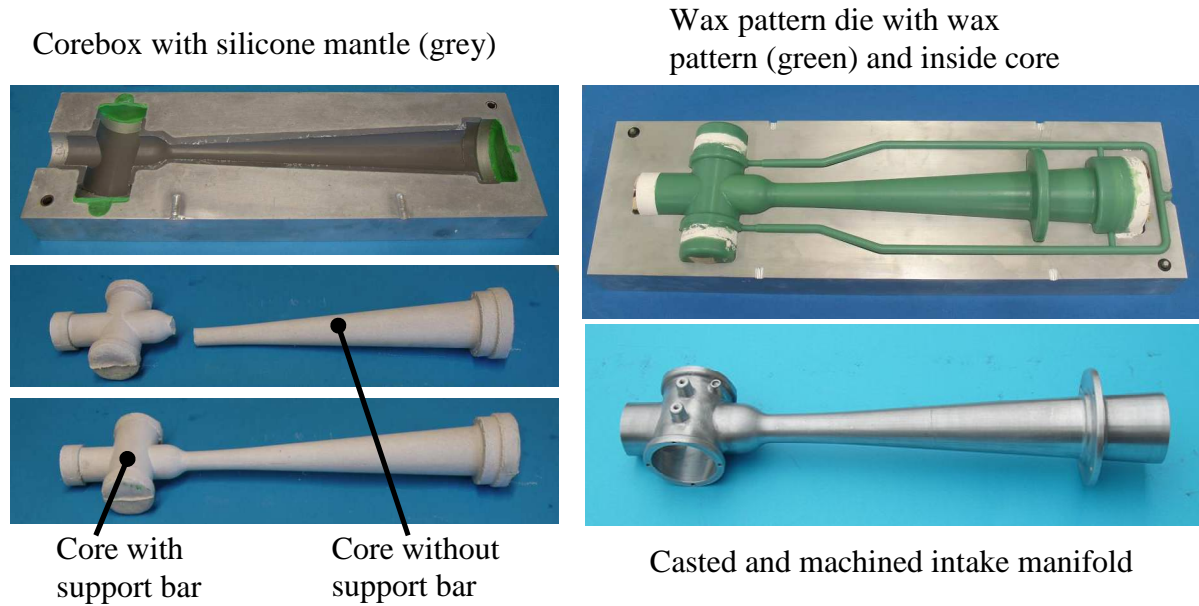 Corebox with silicone mantle (grey)
Wax pattern die with wax
pattern (green) and inside core
Core with
support bar
Core without
support bar
Casted and machined intake manifold